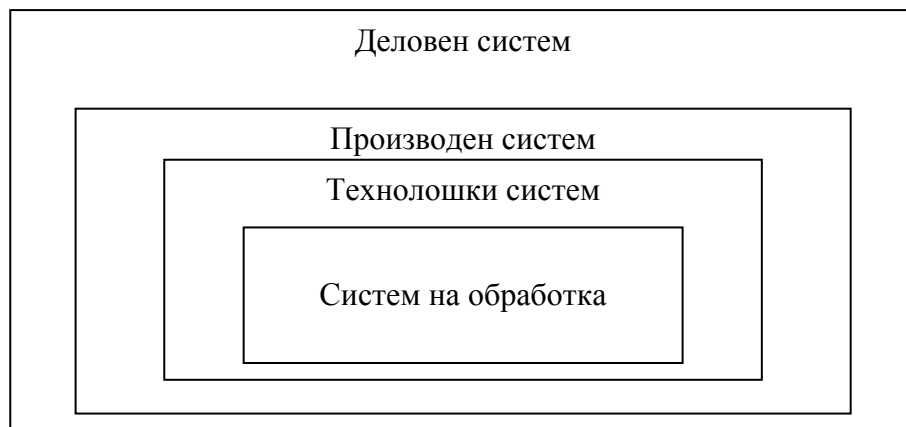 Деловен систем
Производен систем
Технолошки систем
Систем на обработка